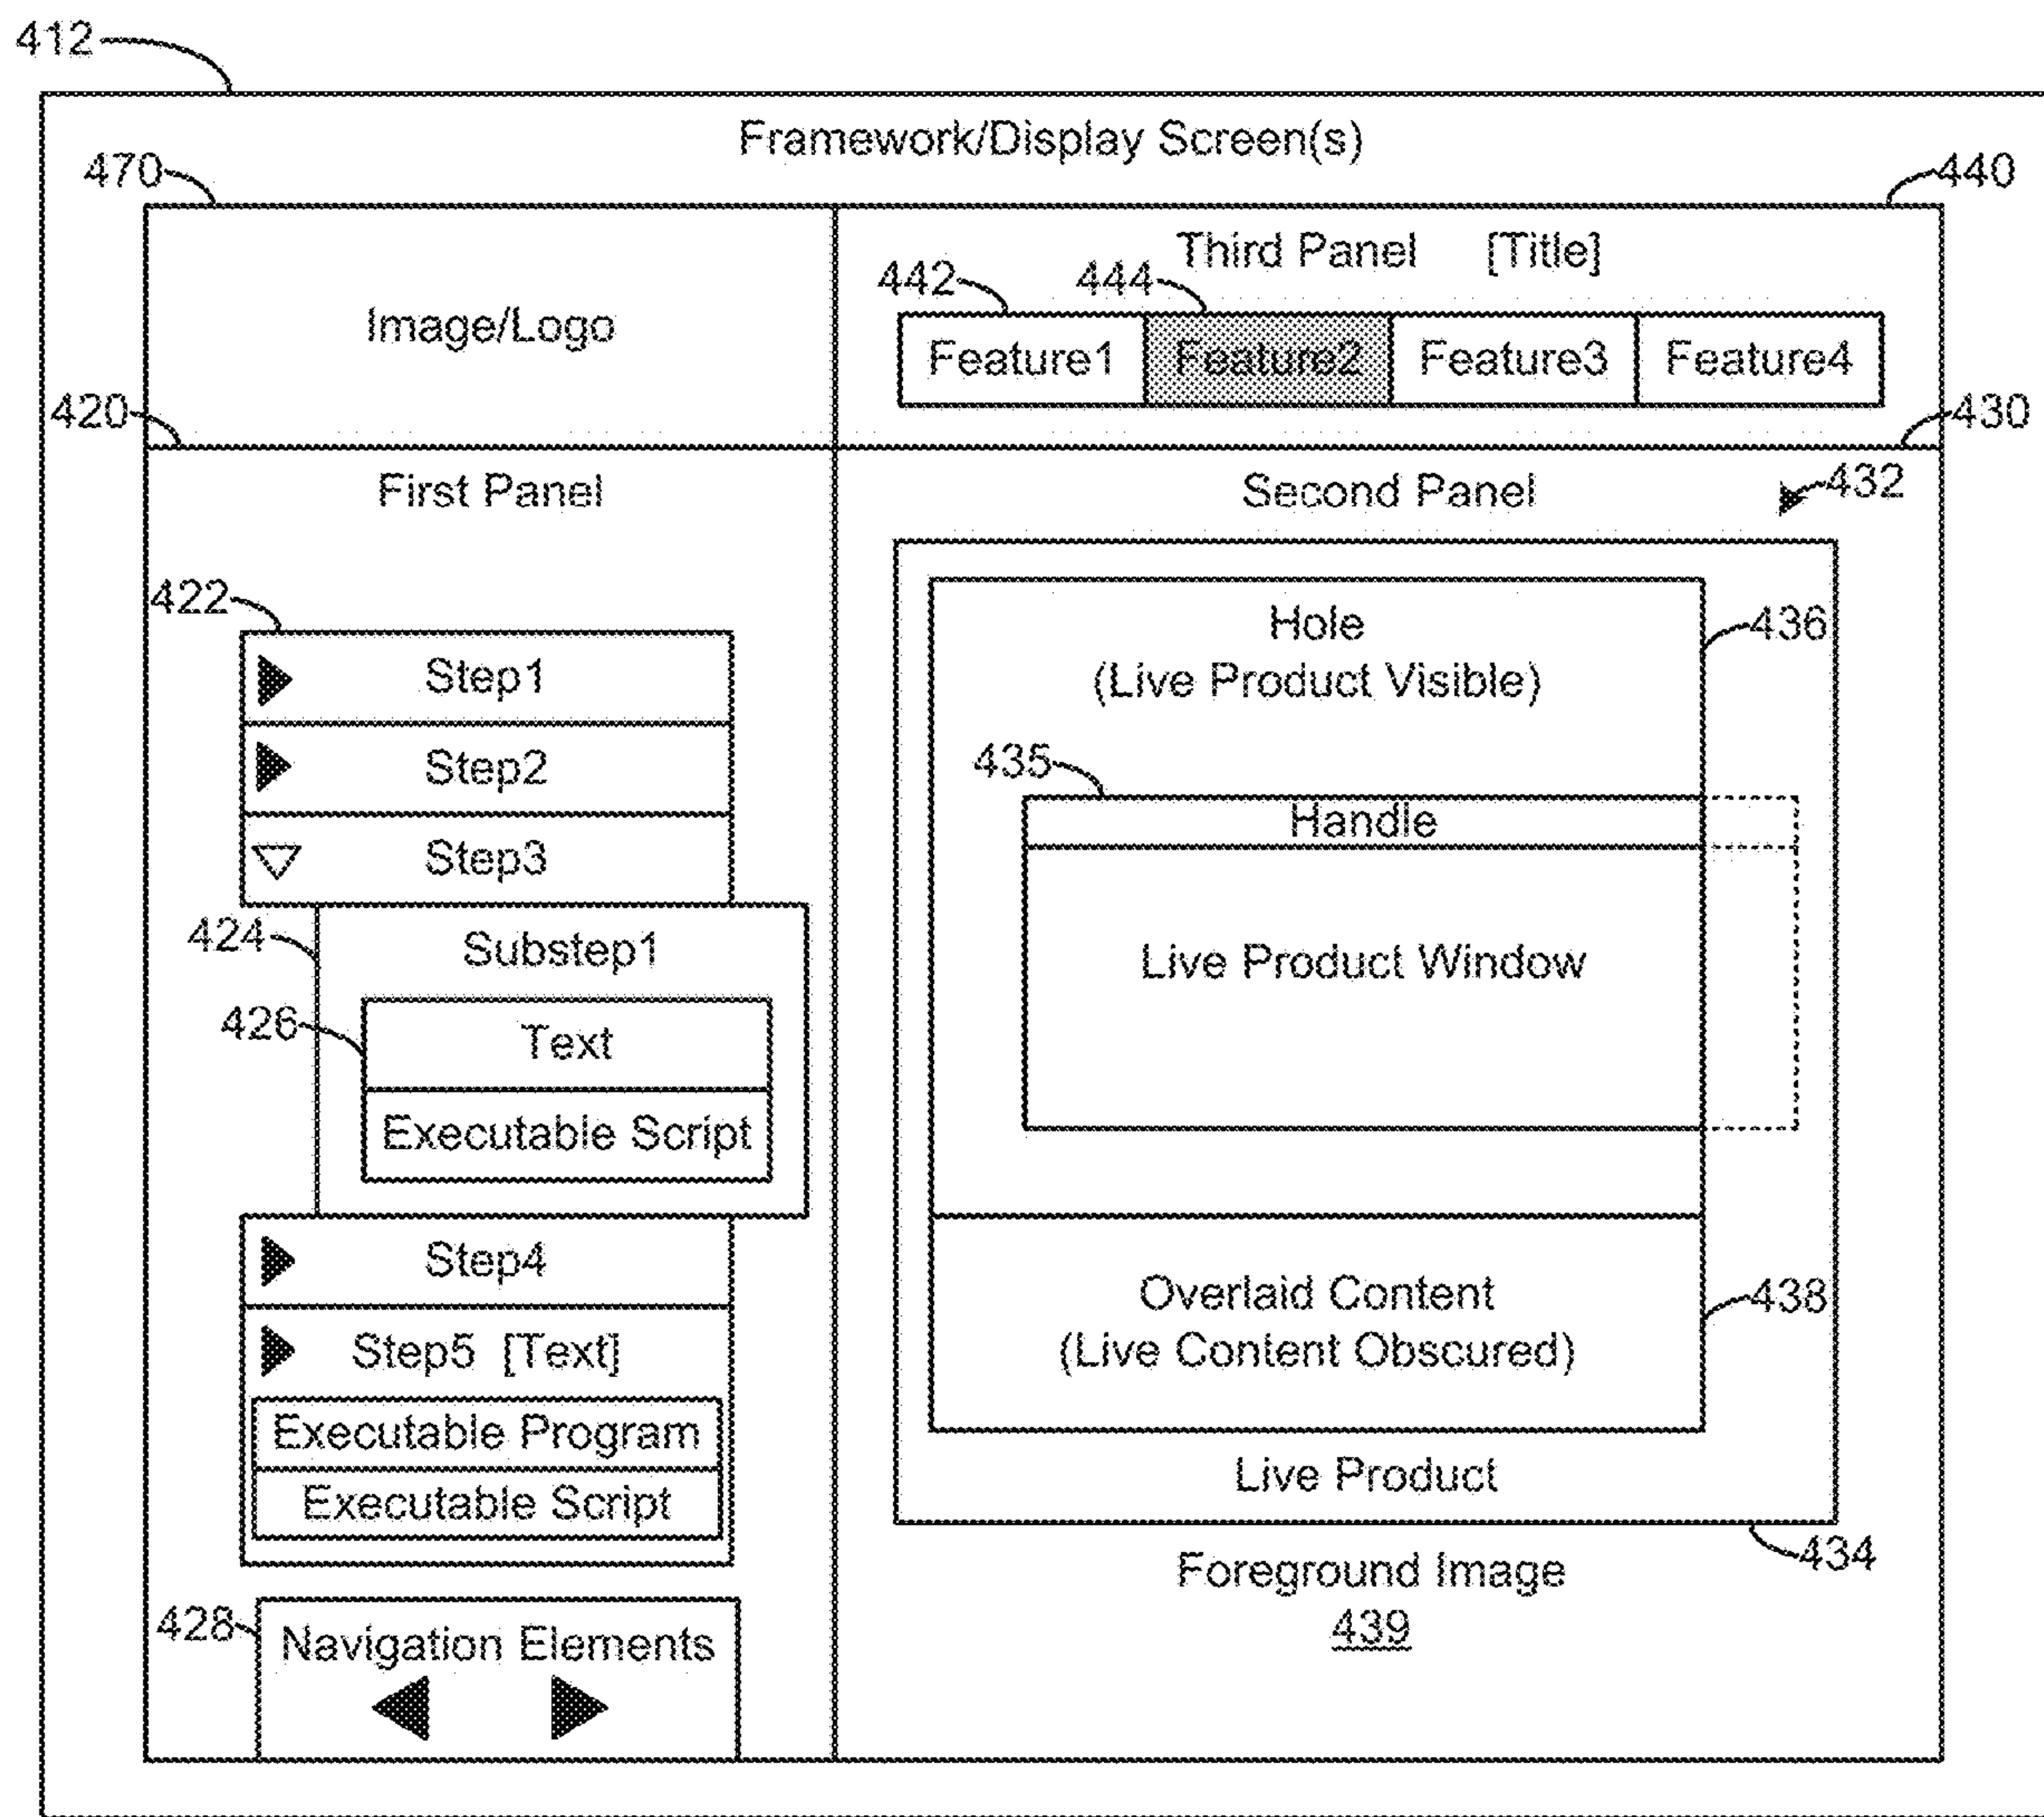 412
Framework/Display Screen(s)
470
440
Image/Logo
Third Panel [Title]
442
444
Feature1 Feature2 Feature3 Feature4
420
430
First Panel
422
Step1
Step2
Step3
424
Substep1
426
Text
Executable Script
Step4
Step5 [Text]
Executable Program
Executable Script
428
Navigation Elements
Second Panel
432
Hole
(Live Product Visible)
436
435
Handle
Live Product Window
Overlaid Content
(Live Content Obscured)
438
Live Product
434
Foreground Image
439